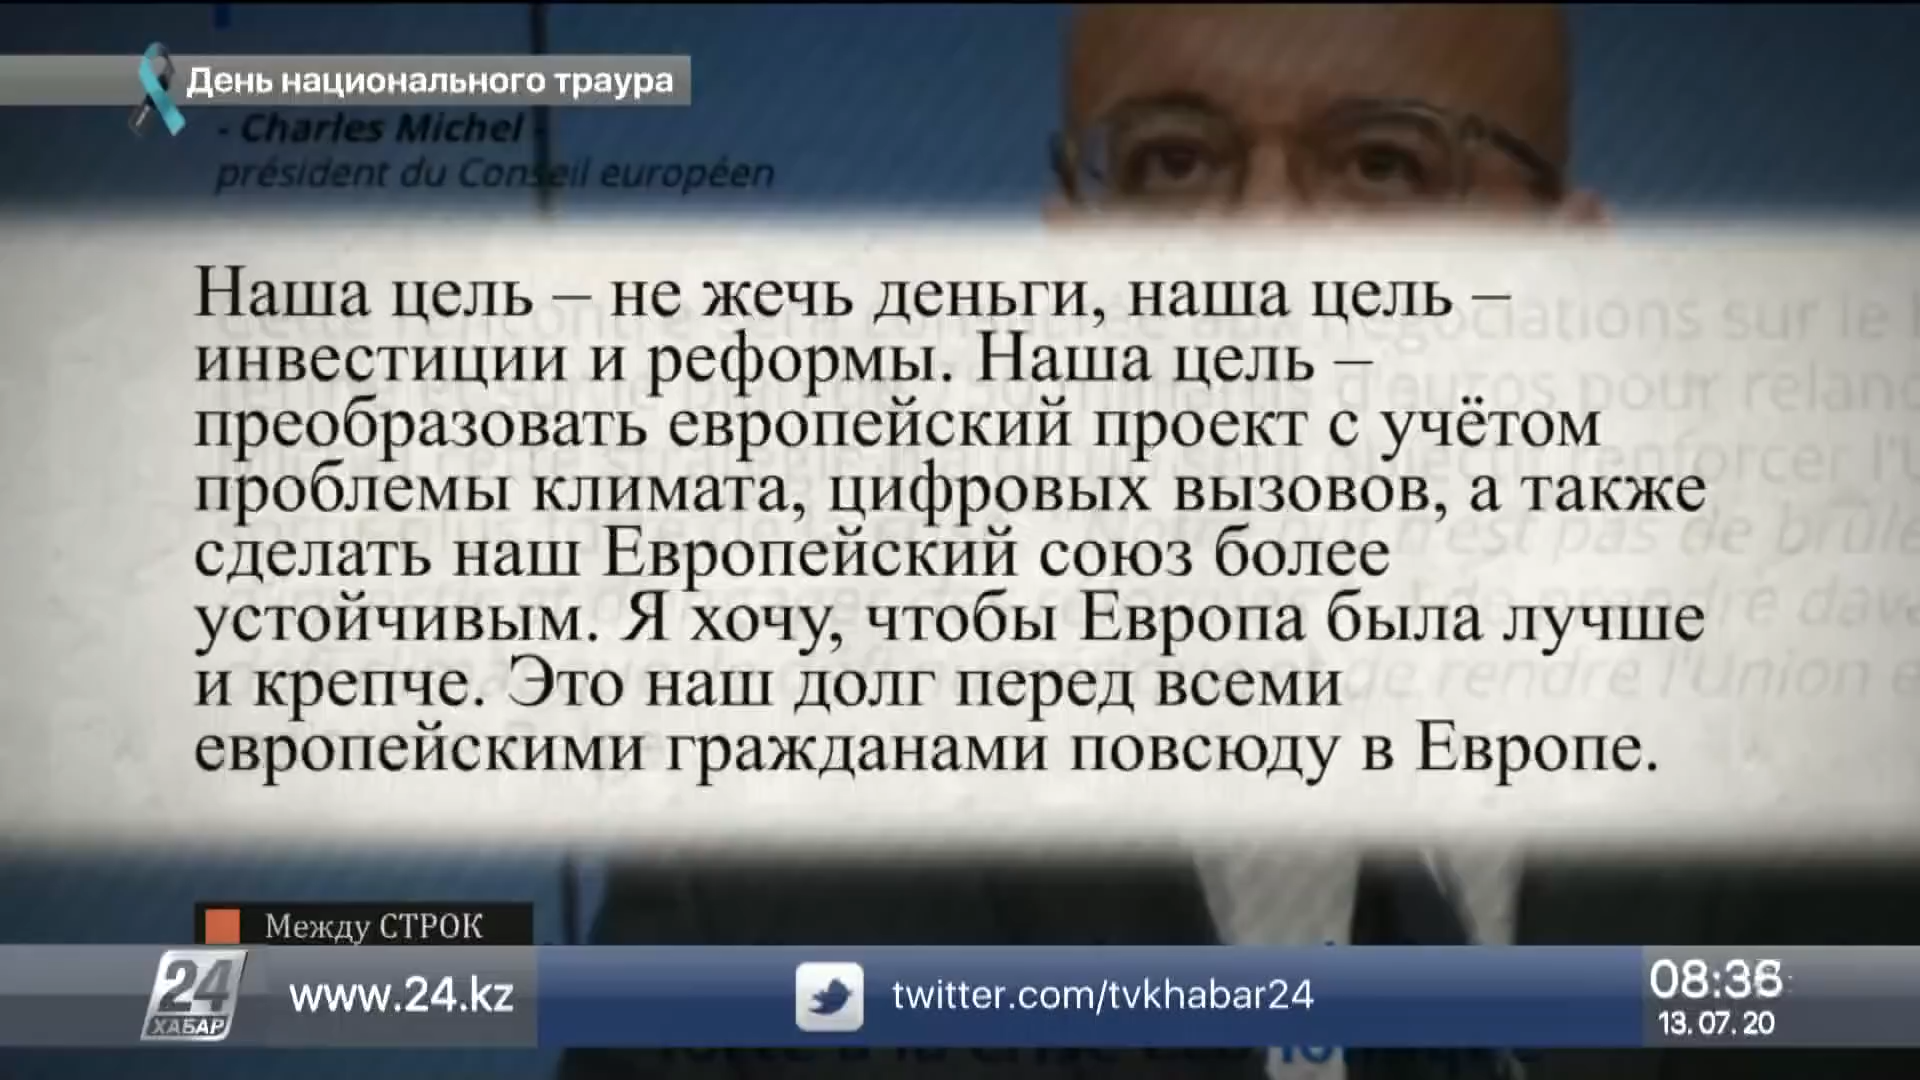 День национального траура
- Charles Michel -
président du Conseil européen
Наша цель – не жечь деньги, наша цель –
инвестиции и реформы. Наша цель –
преобразовать европейский проект с учётом
проблемы климата, цифровых вызовов, а также
сделать наш Европейский союз более
устойчивым. Я хочу, чтобы Европа была лучше
и крепче. Это наш долг перед всеми
европейскими гражданами повсюду в Европе.
Между СТРОК
24
ХАБАР
www.24.kz
twitter.com/tvkhabar24
08:36
13.07.20